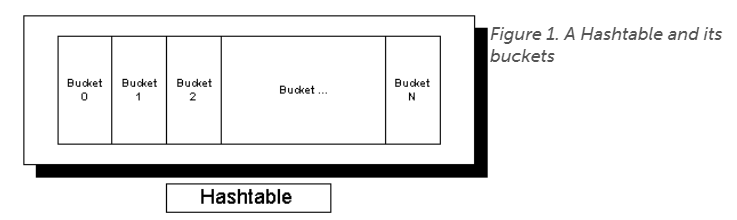 Figure 1. A Hashtable and its
buckets
Bucket
0
Bucket
1
Bucket
2
Bucket ...
Bucket
N
Hashtable